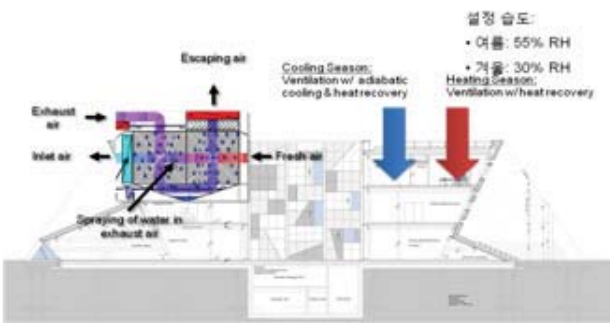 설정 습도:
• 여름: 55% RH
• 겨울: 30% RH
Escaping air
Cooling Season:
Ventilation w/ adiabatic
cooling & heat recovery
Heating Season:
Ventilation w/heat recovery
Exhaust
air
Inlet air
Fresh air
Spraying of water in
exhaust air